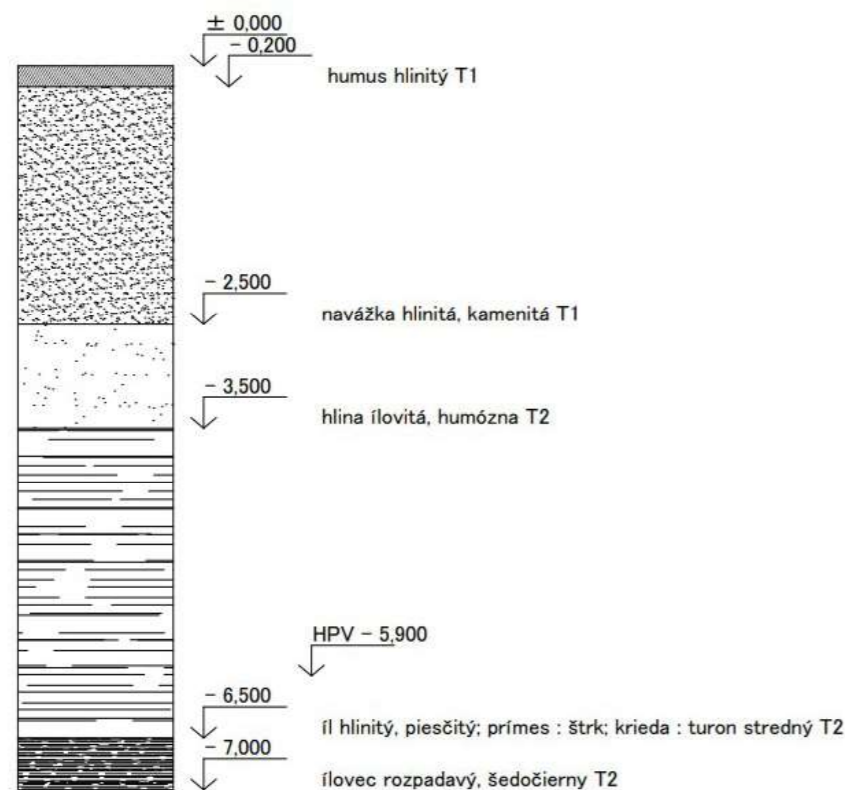 ± 0,000
- 0,200
humus hlinitý T1
- 2,500
navážka hlinitá, kamenitá T1
- 3,500
hlina ílovitá, humózna T2
HPV - 5,900
- 6,500
íl hlinitý, piesčitý; prímes : štrk; krieda : turon stredný T2
- 7,000
ílovec rozpadavý, šedočierny T2